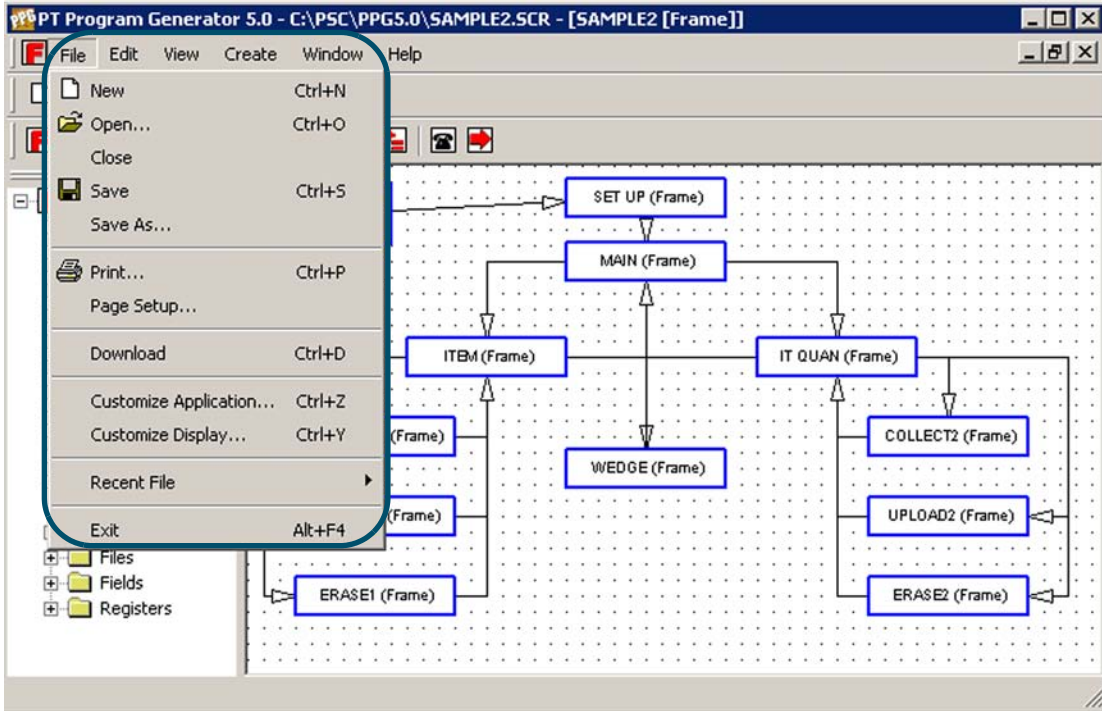 PPG PT Program Generator 5.0 - C:\PSC\PPG5.0\SAMPLE2.SCR - [SAMPLE2 [Frame]]
F File Edit View Create Window Help
New Ctrl+N
Open... Ctrl+O
Close
Save Ctrl+S
Save As...
Print... Ctrl+P
Page Setup...
Download Ctrl+D
Customize Application... Ctrl+Z
Customize Display... Ctrl+Y
Recent File
Exit Alt+F4
Files
Fields
Registers
SET UP (Frame)
MAIN (Frame)
ITEM (Frame)
IT QUAN (Frame)
(Frame)
COLLECT2 (Frame)
WEDGE (Frame)
(Frame)
UPLOAD2 (Frame)
ERASE1 (Frame)
ERASE2 (Frame)